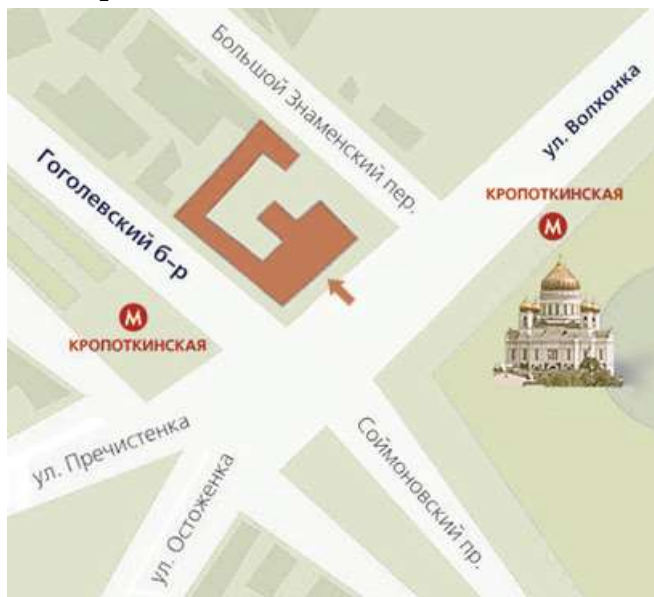 Большой Знаменский пер.
ул. Волхонка
Гоголевский б-р
КРОПОТКИНСКАЯ
М
М
КРОПОТКИНСКАЯ
ул. Пречистенка
ул. Остоженка
Соймоновский пр.